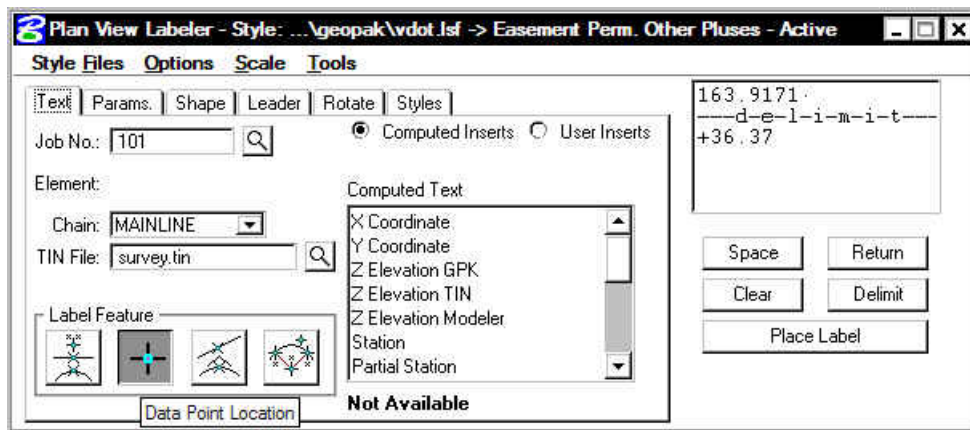 Plan View Labeler - Style: ...\geopak\vdot.lsf -> Easement Perm. Other Pluses - Active
Style Files Options Scale Tools
Text Params. Shape Leader Rotate Styles
Job No.: 101
Computed Inserts User Inserts
Element:
Chain: MAINLINE
TIN File: survey.tin
Label Feature
Data Point Location
Computed Text
X Coordinate
Y Coordinate
Z Elevation GPK
Z Elevation TIN
Z Elevation Modeler
Station
Partial Station
Not Available
163.9171
---d-e-l-i-m-i-t---
+36.37
Space Return
Clear Delimit
Place Label